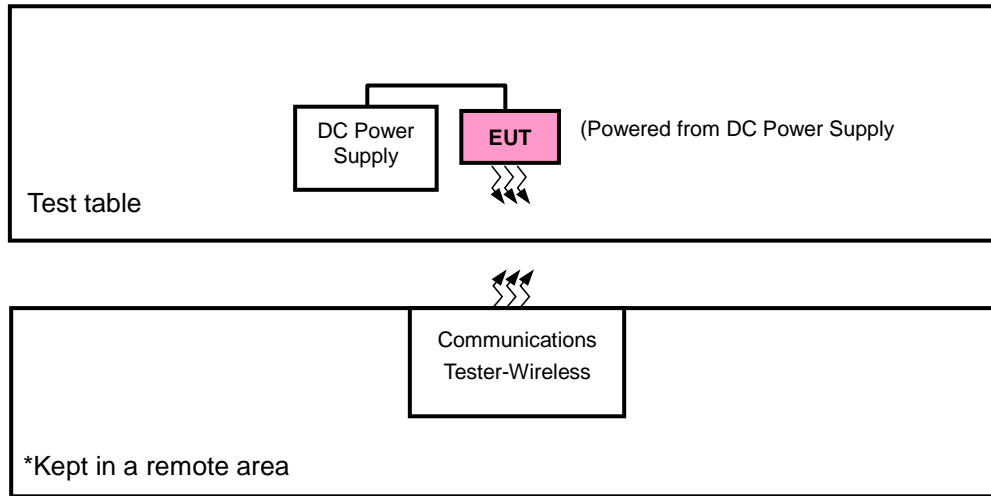 DC Power
Supply
EUT
(Powered from DC Power Supply
Test table
Communications
Tester-Wireless
*Kept in a remote area